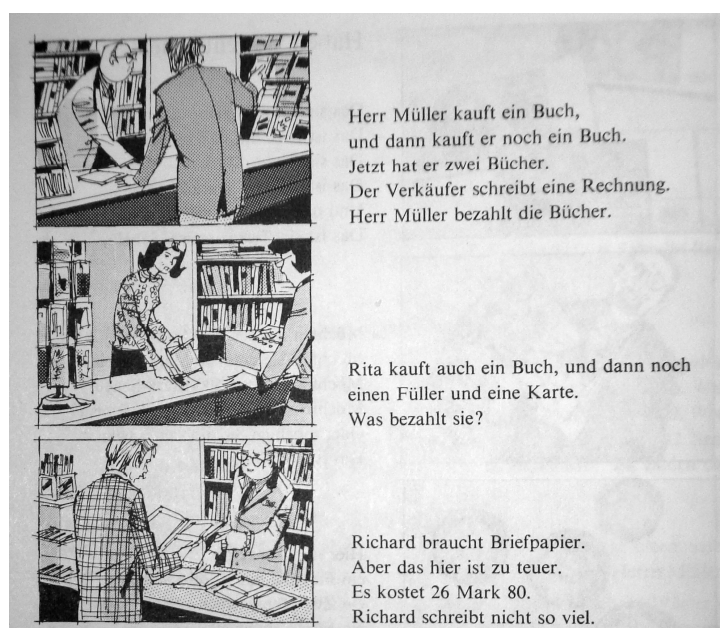 Herr Müller kauft ein Buch,
und dann kauft er noch ein Buch.
Jetzt hat er zwei Bücher.
Der Verkäufer schreibt eine Rechnung.
Herr Müller bezahlt die Bücher.
Rita kauft auch ein Buch, und dann noch
einen Füller und eine Karte.
Was bezahlt sie?
Richard braucht Briefpapier.
Aber das hier ist zu teuer.
Es kostet 26 Mark 80.
Richard schreibt nicht so viel.